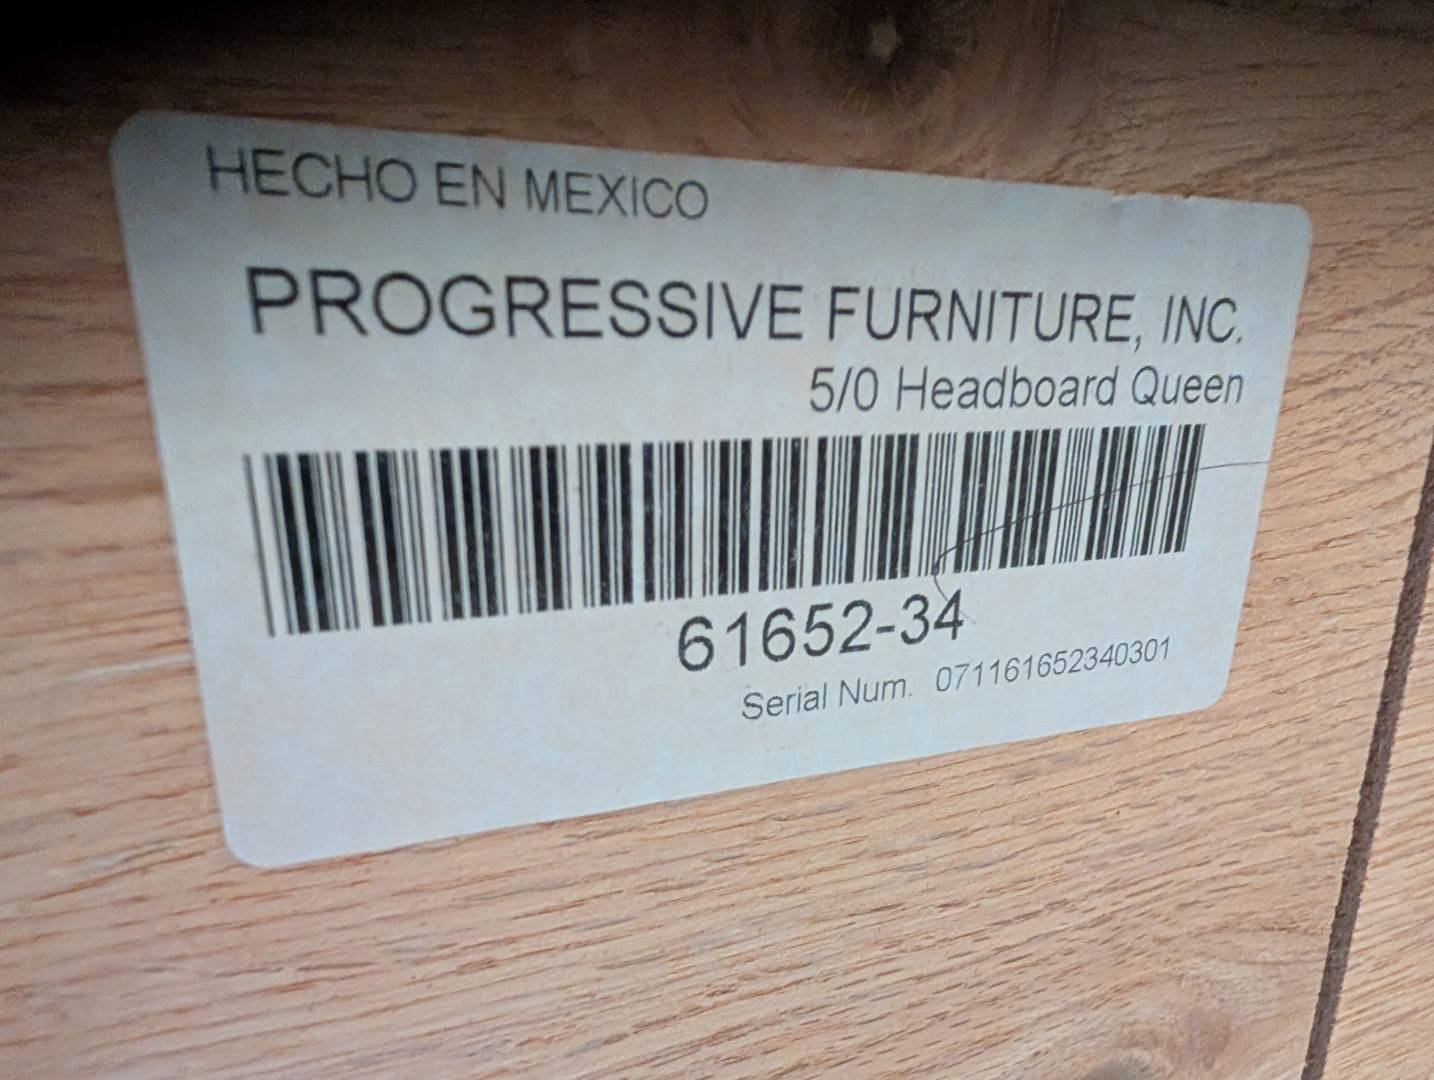 HECHO EN MEXICO
PROGRESSIVE FURNITURE, INC.
5/0 Headboard Queen
61652-34
Serial Num. 071161652340301